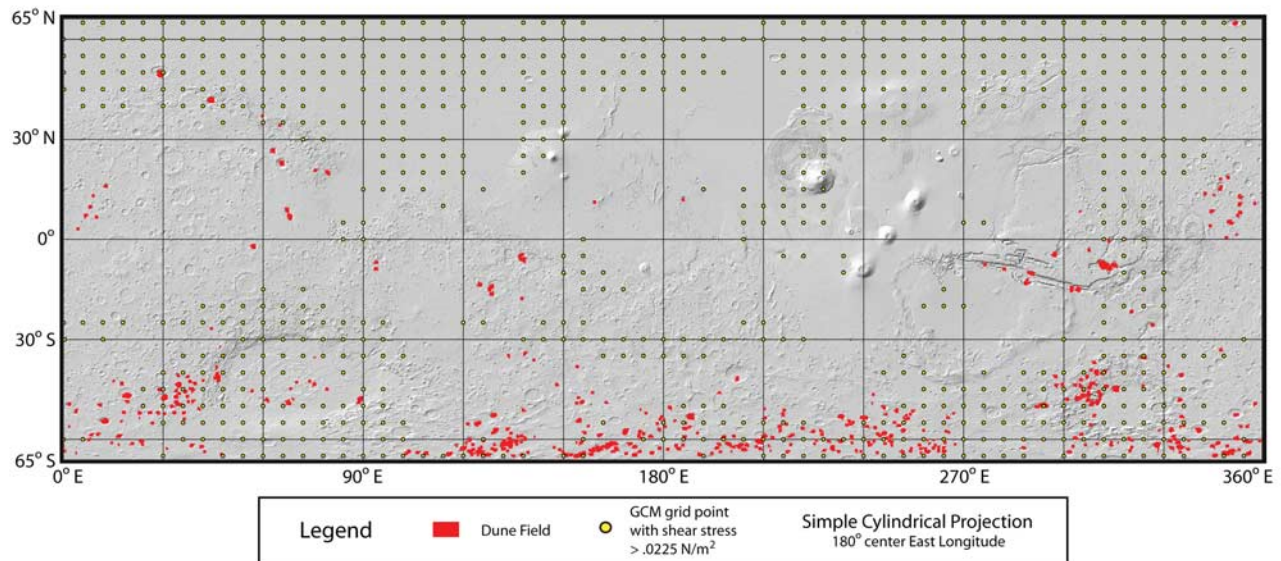 65° N
30° N
0°
30° S
65° S
0° E
90° E
180° E
270° E
360° E
Legend
Dune Field
GCM grid point
with shear stress
> .0225 N/m²
Simple Cylindrical Projection
180° center East Longitude